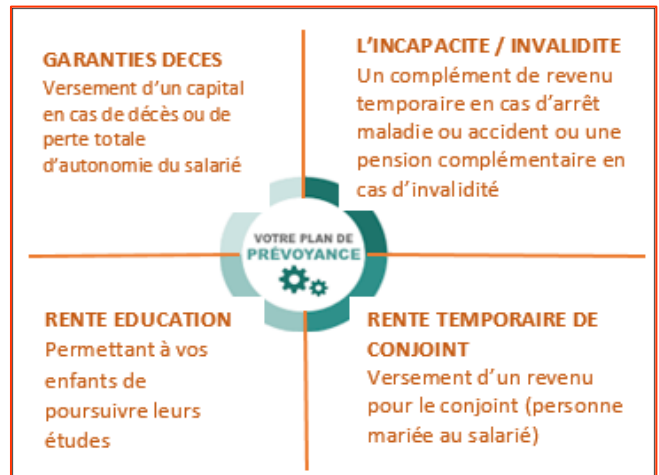 GARANTIES DECES
Versement d'un capital
en cas de décès ou de
perte totale
d'autonomie du salarié
L'INCAPACITE / INVALIDITE
Un complément de revenu
temporaire en cas d'arrêt
maladie ou accident ou une
pension complémentaire en
cas d'invalidité
VOTRE PLAN DE
PRÉVOYANCE
RENTE EDUCATION
Permettant à vos
enfants de
poursuivre leurs
études
RENTE TEMPORAIRE DE
CONJOINT
Versement d'un revenu
pour le conjoint (personne
mariée au salarié)